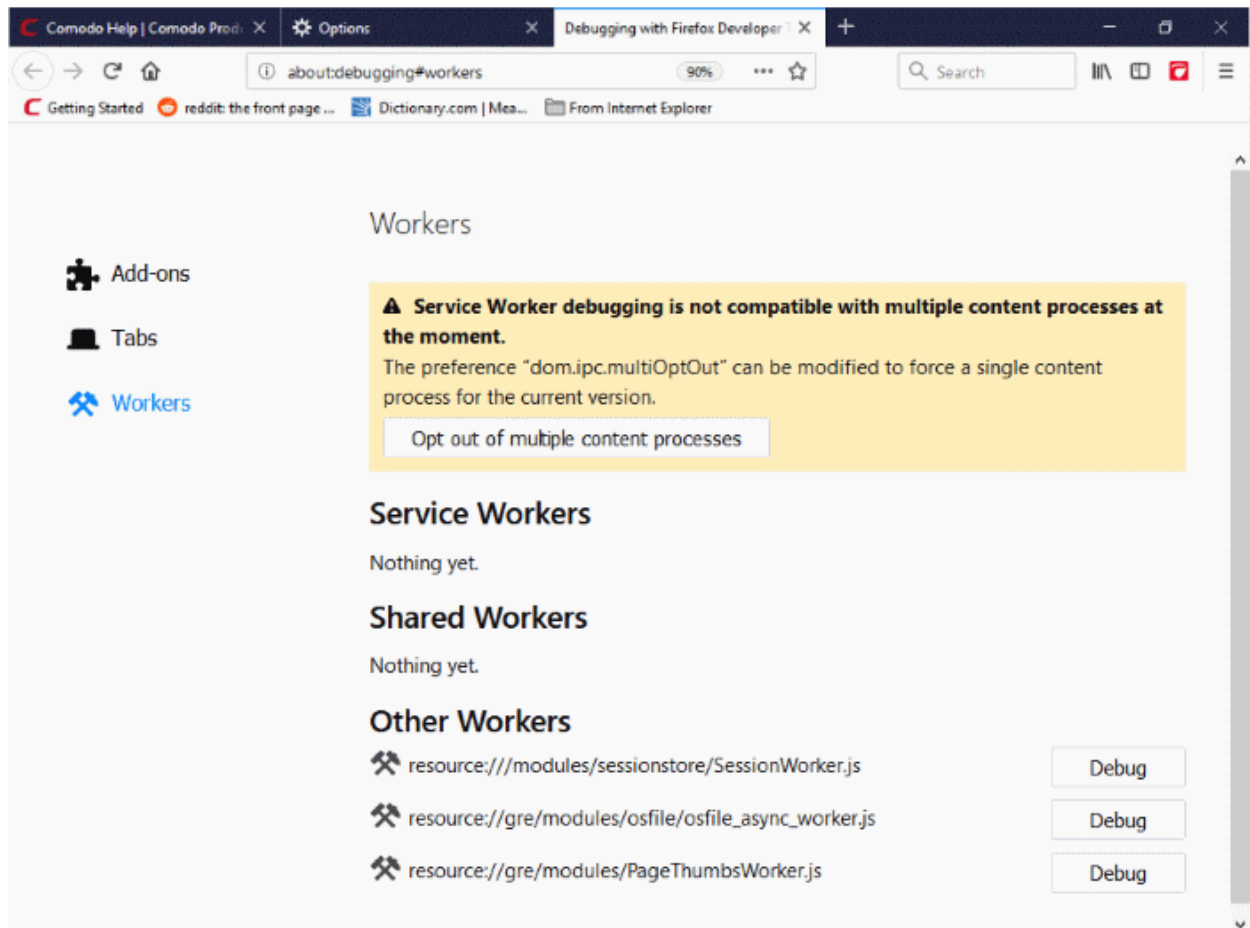 Comodo Help | Comodo Prod
Options
Debugging with Firefox Developer T
about:debugging#workers
90%
Search
Getting Started
reddit: the front page ...
Dictionary.com | Mea...
From Internet Explorer
Workers
Add-ons
Tabs
Workers
Service Worker debugging is not compatible with multiple content processes at
the moment.
The preference “dom.ipc.multiOptOut” can be modified to force a single content
process for the current version.
Opt out of multiple content processes
Service Workers
Nothing yet.
Shared Workers
Nothing yet.
Other Workers
resource:///modules/sessionstore/SessionWorker.js
Debug
resource://gre/modules/osfile/osfile_async_worker.js
Debug
resource://gre/modules/PageThumbsWorker.js
Debug